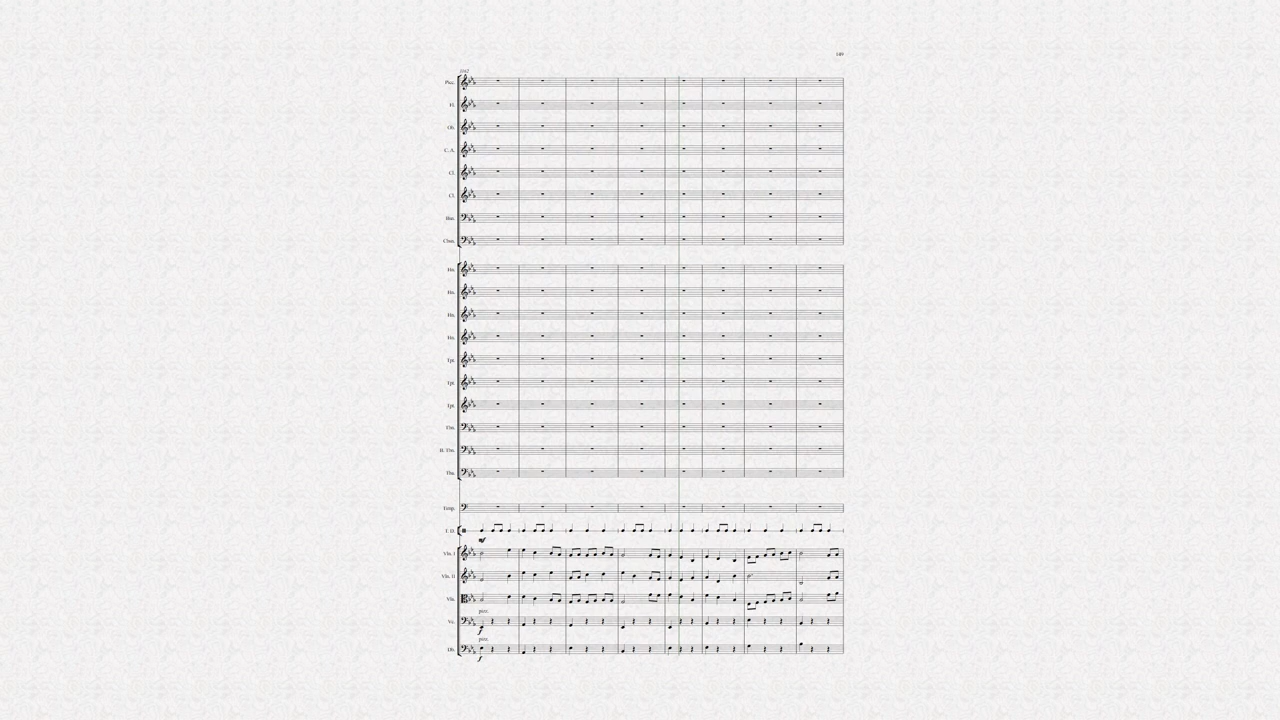 149
Picc.
Fl.
Ob.
C. A.
Cl.
Cl.
Bsn.
Cbsn.
Hn.
Hn.
Hn.
Hn.
Tpt.
Tpt.
Tpt.
Tbn.
B. Tbn.
Tba.
Timp.
mf
Vln. I
Vln. II
Vla.
pizz.
Vc.
f
pizz.
Db.
f